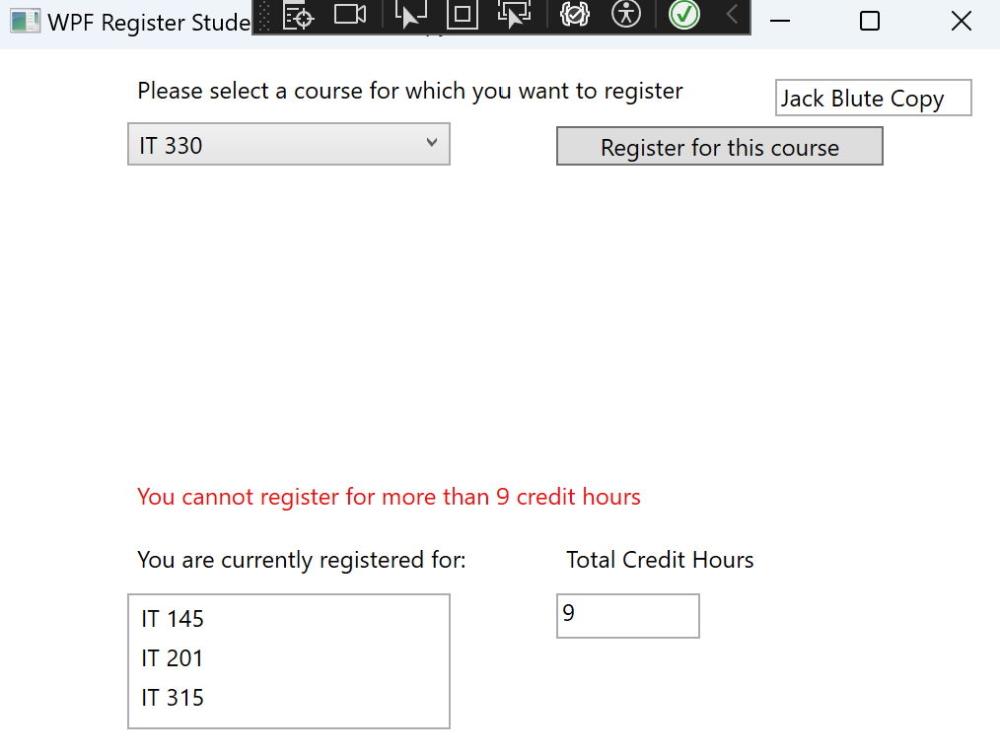 WPF Register Stude
Please select a course for which you want to register
Jack Blute Copy
IT 330
Register for this course
You cannot register for more than 9 credit hours
You are currently registered for:
Total Credit Hours
IT 145
9
IT 201
IT 315